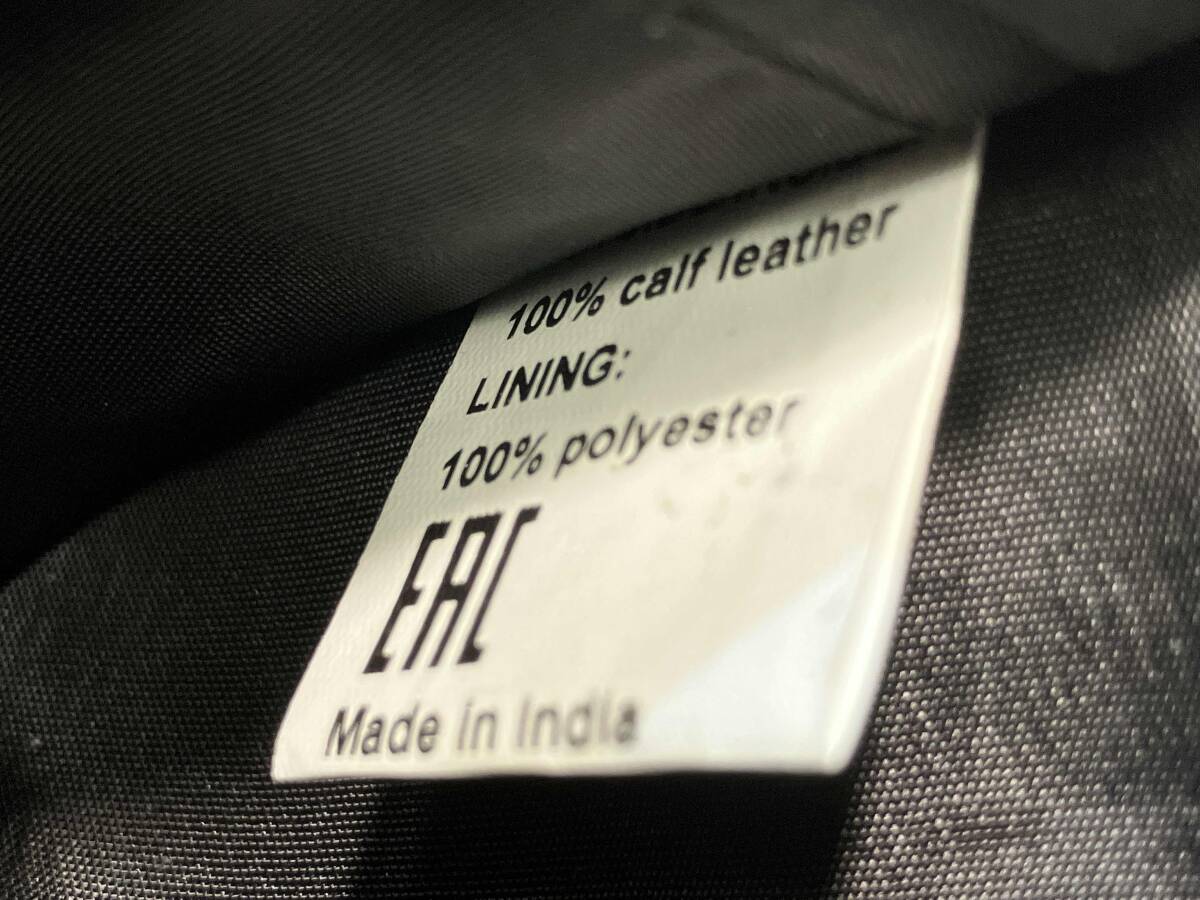 100% calf leather
LINING:
100% polyester
EAC
Made in India